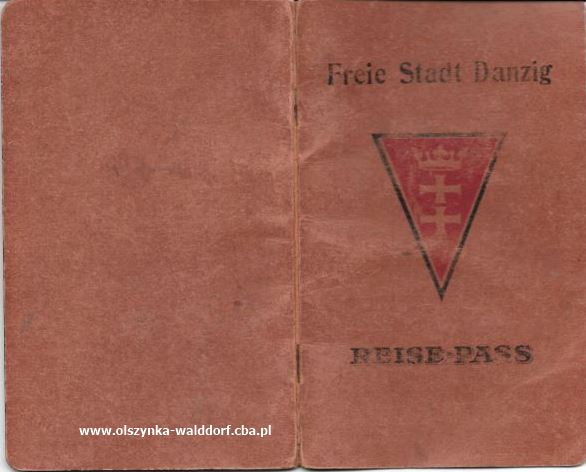 Freie Stadt Danzig
REISE-PASS
www.olszynka-walddorf.cba.pl